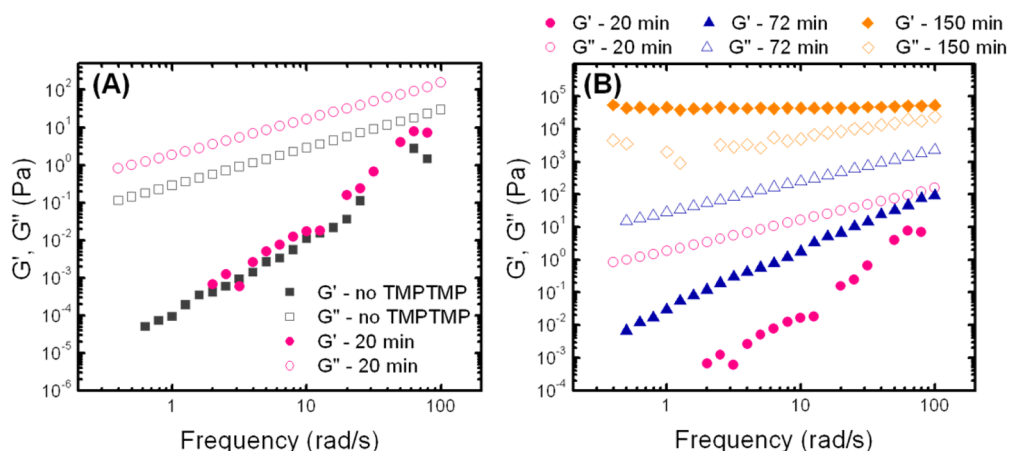 G' - 20 min G' - 72 min G' - 150 min
G'' - 20 min G'' - 72 min G'' - 150 min
(A)
G', G'' (Pa)
10^2
10^1
10^0
10^-1
10^-2
10^-3
10^-4
10^-5
10^-6
G' - no TMPTMP
G'' - no TMPTMP
G' - 20 min
G'' - 20 min
1 10 100
Frequency (rad/s)
(B)
G', G'' (Pa)
10^5
10^4
10^3
10^2
10^1
10^0
10^-1
10^-2
10^-3
10^-4
1 10 100
Frequency (rad/s)